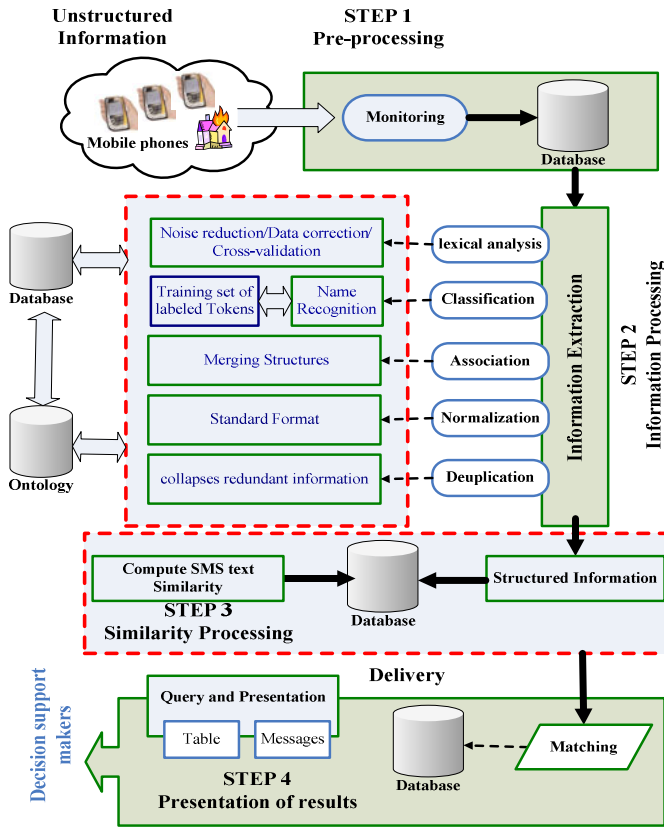 Unstructured
Information
STEP 1
Pre-processing
Mobile phones
Monitoring
Database
Noise reduction/Data correction/
Cross-validation
lexical analysis
Database
Training set of
labeled Tokens
Name
Recognition
Classification
Merging Structures
Association
Standard Format
Normalization
Ontology
collapses redundant information
Deuplication
Information Extraction
STEP 2
Information Processing
Compute SMS text
Similarity
Database
Structured Information
STEP 3
Similarity Processing
Delivery
Query and Presentation
Table
Messages
Database
Matching
STEP 4
Presentation of results
Decision support
makers